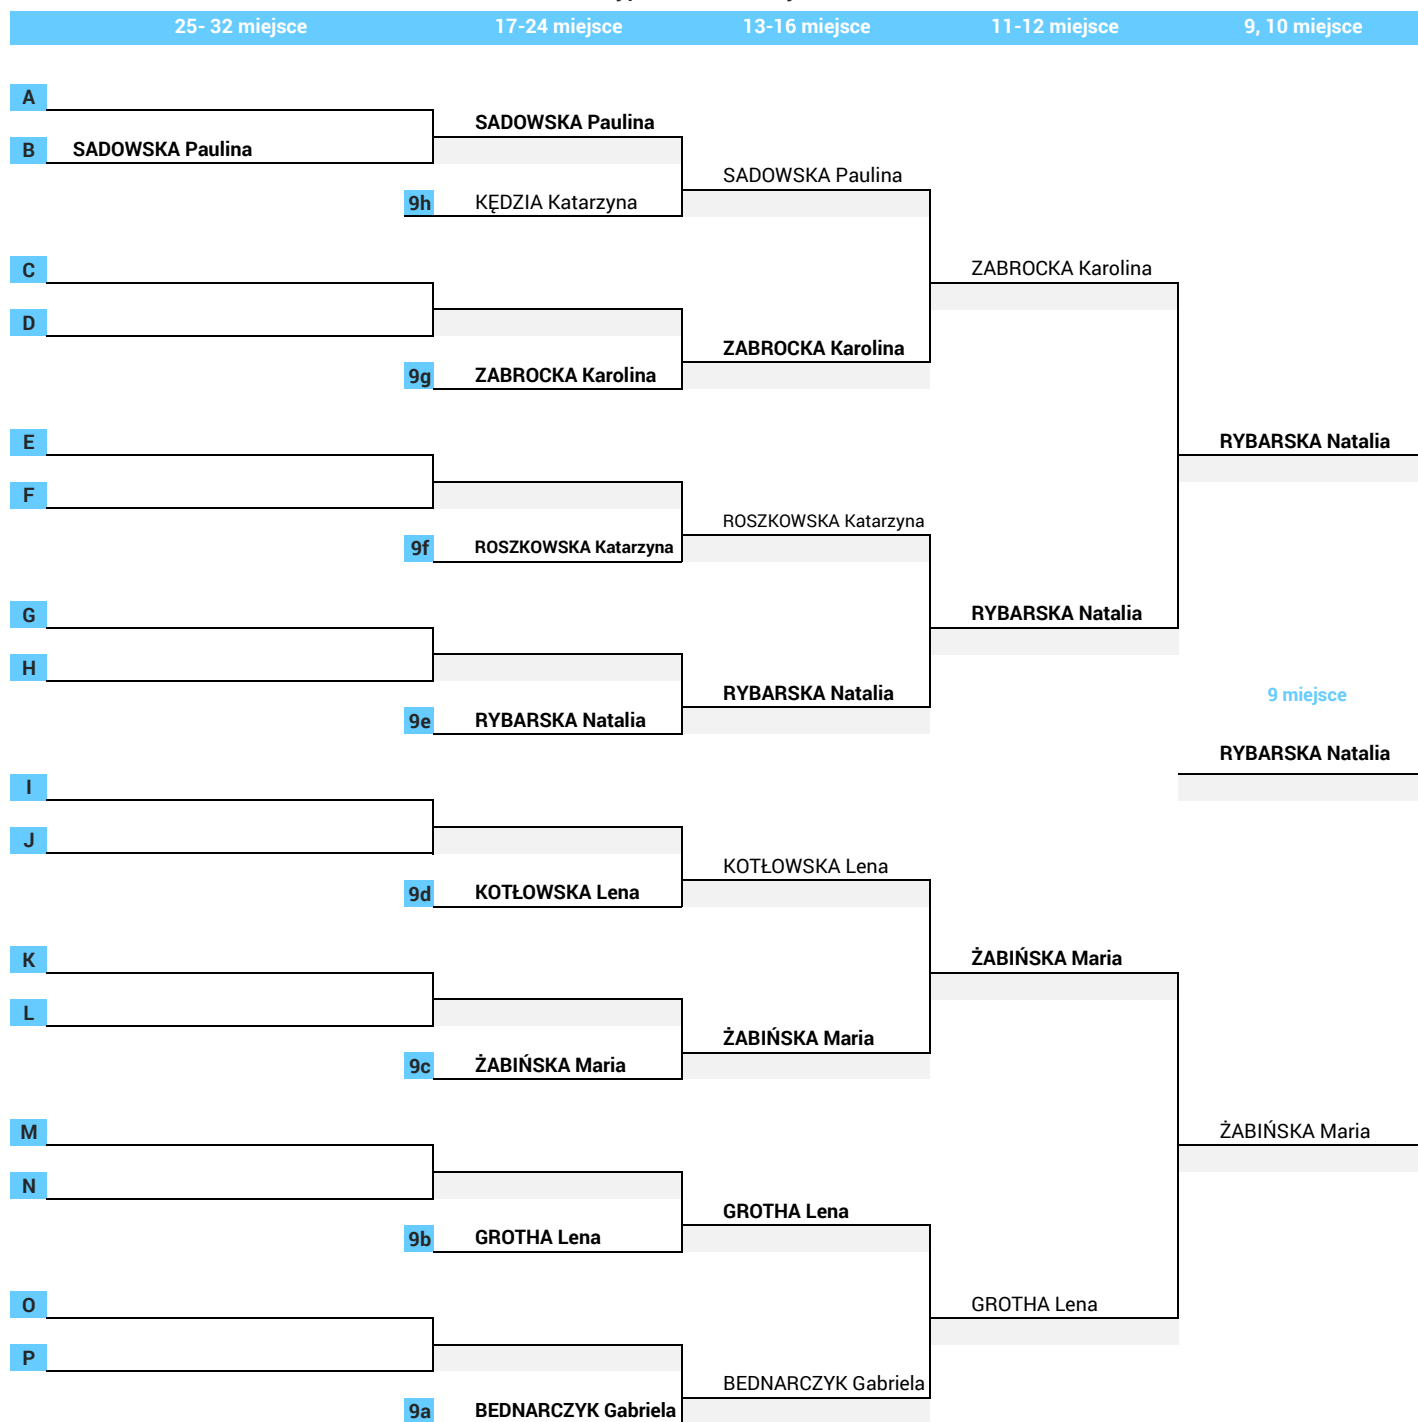 25- 32 miejsce 17-24 miejsce 13-16 miejsce 11-12 miejsce 9, 10 miejsce
A
SADOWSKA Paulina
B SADOWSKA Paulina
SADOWSKA Paulina
9h KĘDZIA Katarzyna
C ZABROCKA Karolina
D
ZABROCKA Karolina
9g ZABROCKA Karolina
E RYBARSKA Natalia
F
ROSZKOWSKA Katarzyna
9f ROSZKOWSKA Katarzyna
G RYBARSKA Natalia
H
RYBARSKA Natalia 9 miejsce
9e RYBARSKA Natalia
RYBARSKA Natalia
I
J
KOTŁOWSKA Lena
9d KOTŁOWSKA Lena
K ŻABIŃSKA Maria
L
ŻABIŃSKA Maria
9c ŻABIŃSKA Maria
M ŻABIŃSKA Maria
N
GROTHA Lena
9b GROTHA Lena
O GROTHA Lena
P
BEDNARCZYK Gabriela
9a BEDNARCZYK Gabriela